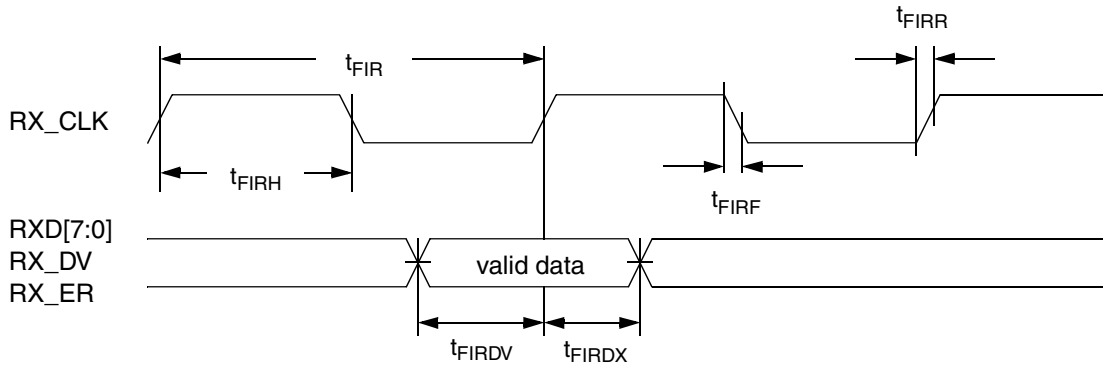 tFIRR
tFIR
RX_CLK
tFIRH
tFIRF
RXD[7:0]
RX_DV
valid data
RX_ER
tFIRDV
tFIRDX